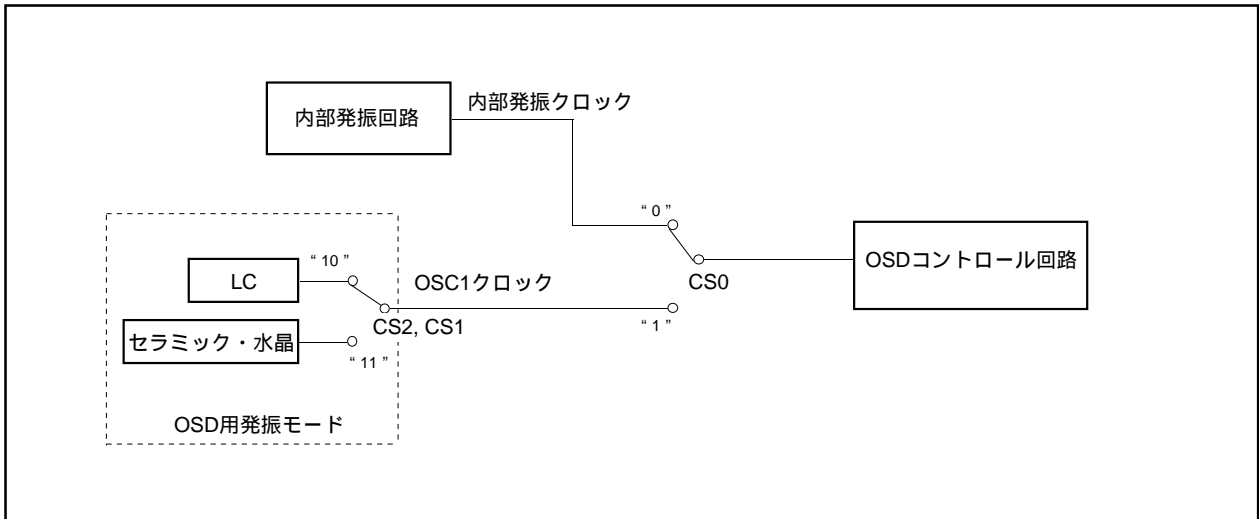 内部発振回路
内部発振クロック
“ 0 ”
OSDコントロール回路
CS0
“ 10 ”
LC
OSC1クロック
CS2, CS1
“ 1 ”
セラミック・水晶
“ 11 ”
OSD用発振モード